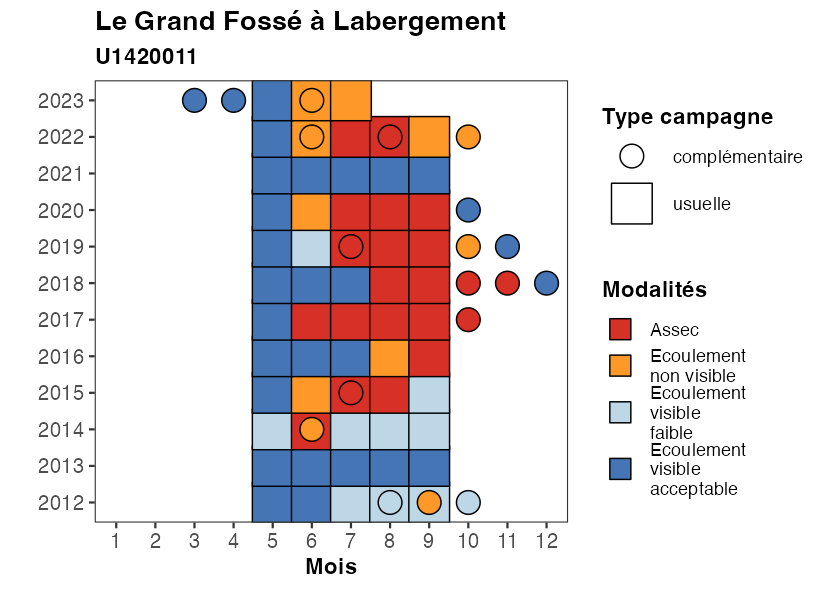 Le Grand Fossé à Labergement
U1420011
2023
2022
2021
2020
2019
2018
2017
2016
2015
2014
2013
2012
1 2 3 4 5 6 7 8 9 10 11 12
Mois
Type campagne
complémentaire
usuelle
Modalités
Assec
Ecoulement
non visible
Ecoulement
visible
faible
Ecoulement
visible
acceptable